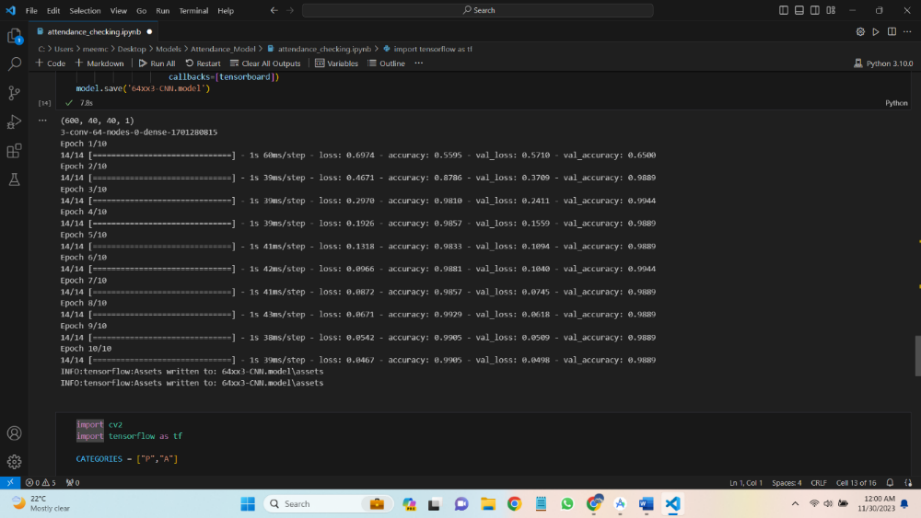 File Edit Selection View Go Run Terminal Help
Search
attendance_checking.ipynb
C: > Users > meemc > Desktop > Models > Attendance_Model > attendance_checking.ipynb > import tensorflow as tf
+ Code + Markdown Run All Restart Clear All Outputs Variables Outline ... Python 3.10.0
callbacks=[tensorboard])
model.save('64xx3-CNN.model')
[14] 7.8s Python
(600, 40, 40, 1)
3-conv-64-nodes-0-dense-1701280815
Epoch 1/10
14/14 [==============================] - 1s 60ms/step - loss: 0.6974 - accuracy: 0.5595 - val_loss: 0.5710 - val_accuracy: 0.6500
Epoch 2/10
14/14 [==============================] - 1s 39ms/step - loss: 0.4671 - accuracy: 0.8786 - val_loss: 0.3709 - val_accuracy: 0.9889
Epoch 3/10
14/14 [==============================] - 1s 39ms/step - loss: 0.2970 - accuracy: 0.9810 - val_loss: 0.2411 - val_accuracy: 0.9944
Epoch 4/10
14/14 [==============================] - 1s 39ms/step - loss: 0.1926 - accuracy: 0.9857 - val_loss: 0.1559 - val_accuracy: 0.9889
Epoch 5/10
14/14 [==============================] - 1s 41ms/step - loss: 0.1318 - accuracy: 0.9833 - val_loss: 0.1094 - val_accuracy: 0.9889
Epoch 6/10
14/14 [==============================] - 1s 42ms/step - loss: 0.0966 - accuracy: 0.9881 - val_loss: 0.1040 - val_accuracy: 0.9944
Epoch 7/10
14/14 [==============================] - 1s 41ms/step - loss: 0.0872 - accuracy: 0.9857 - val_loss: 0.0745 - val_accuracy: 0.9889
Epoch 8/10
14/14 [==============================] - 1s 43ms/step - loss: 0.0671 - accuracy: 0.9929 - val_loss: 0.0618 - val_accuracy: 0.9889
Epoch 9/10
14/14 [==============================] - 1s 38ms/step - loss: 0.0542 - accuracy: 0.9905 - val_loss: 0.0509 - val_accuracy: 0.9889
Epoch 10/10
14/14 [==============================] - 1s 39ms/step - loss: 0.0467 - accuracy: 0.9905 - val_loss: 0.0498 - val_accuracy: 0.9889
INFO:tensorflow:Assets written to: 64xx3-CNN.model\assets
INFO:tensorflow:Assets written to: 64xx3-CNN.model\assets
import cv2
import tensorflow as tf
CATEGORIES = ["P","A"]
0 5 0 Ln 1, Col 1 Spaces: 4 CRLF Cell 13 of 16
22°C
Mostly clear
Search
12:00 AM
11/30/2023